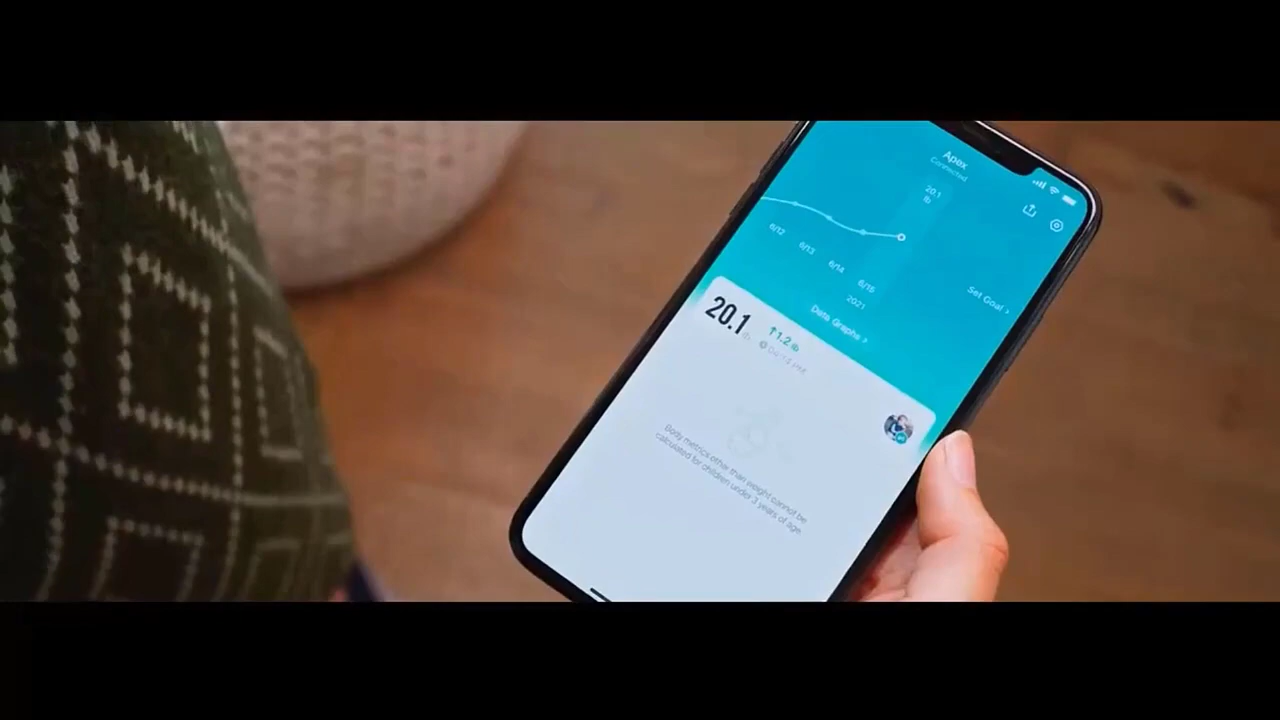 Apex
Connected
20.1
lb
6/12
6/13
6/14
6/15
2021
Set Goal ›
Data Graphs ›
20.1 lb
↑1.2 lb
Body metrics other than weight cannot be
calculated for children under 3 years of age.